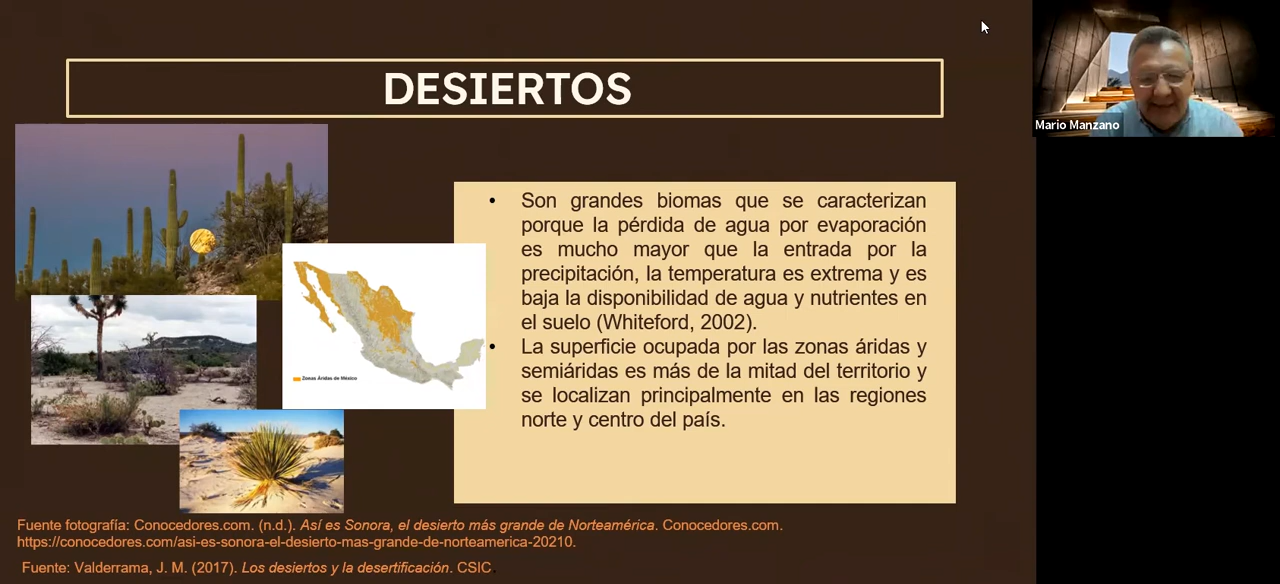 DESIERTOS
Mario Manzano
• Son grandes biomas que se caracterizan
porque la pérdida de agua por evaporación
es mucho mayor que la entrada por la
precipitación, la temperatura es extrema y es
baja la disponibilidad de agua y nutrientes en
el suelo (Whiteford, 2002).
• La superficie ocupada por las zonas áridas y
semiáridas es más de la mitad del territorio y
se localizan principalmente en las regiones
norte y centro del país.
Zonas Áridas de México
Fuente fotografía: Conocedores.com. (n.d.). Así es Sonora, el desierto más grande de Norteamérica. Conocedores.com.
https://conocedores.com/asi-es-sonora-el-desierto-mas-grande-de-norteamerica-20210.
Fuente: Valderrama, J. M. (2017). Los desiertos y la desertificación. CSIC.